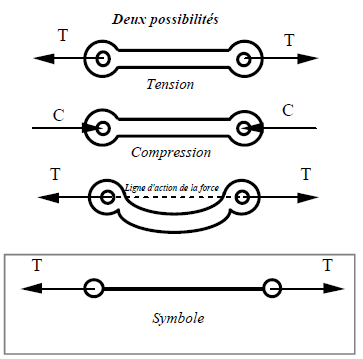 Deux possibilités
T T
Tension
C C
Compression
T Ligne d'action de la force T
T T
Symbole